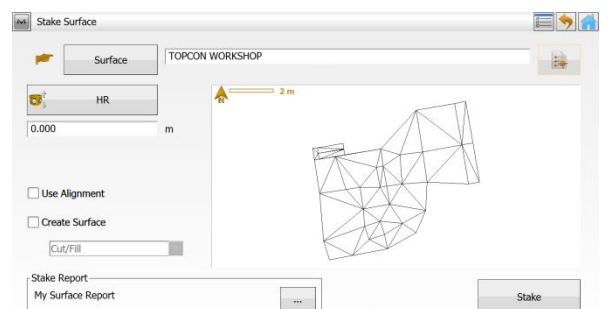 Stake Surface
Surface
TOPCON WORKSHOP
HR
2 m
0.000 m
Use Alignment
Create Surface
Cut/Fill
Stake Report
My Surface Report
...
Stake